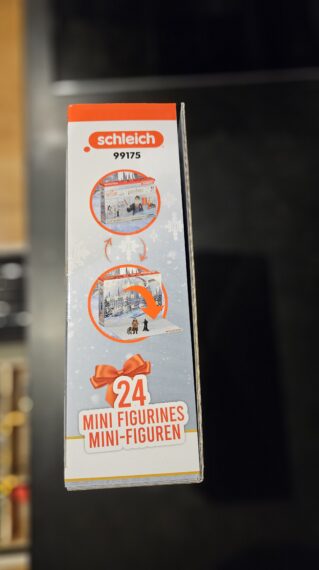 schleich
99175
24
MINI FIGURINES
MINI-FIGUREN